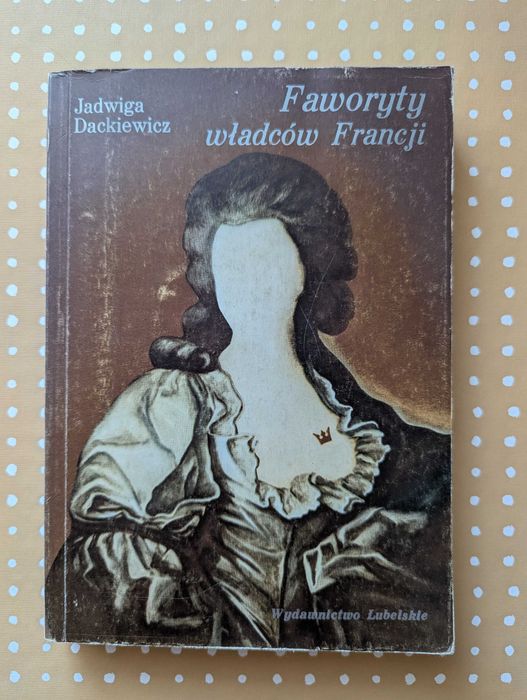 Jadwiga
Dackiewicz
Faworyty
władców Francji
Wydawnictwo Lubelskie